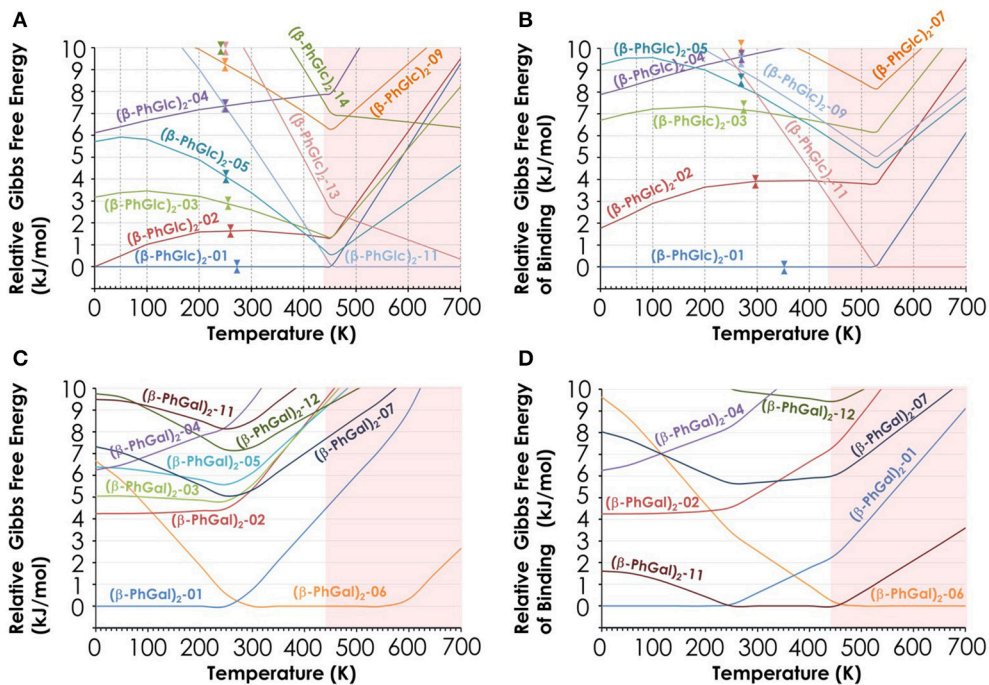 A
Relative Gibbs Free Energy
(kJ/mol)
10
9
8
7
6
5
4
3
2
1
0
(β-PhGlc)₂-04
(β-PhGlc)₂-05
(β-PhGlc)₂-03
(β-PhGlc)₂-02
(β-PhGlc)₂-01
(β-PhGlc)₂-14
(β-PhGlc)₂-09
(β-PhGlc)₂-13
(β-PhGlc)₂-11
0 100 200 300 400 500 600 700
Temperature (K)
B
Relative Gibbs Free Energy
of Binding (kJ/mol)
10
9
8
7
6
5
4
3
2
1
0
(β-PhGlc)₂-05
(β-PhGlc)₂-04
(β-PhGlc)₂-03
(β-PhGlc)₂-02
(β-PhGlc)₂-01
(β-PhGlc)₂-07
(β-PhGlc)₂-09
(β-PhGlc)₂-11
0 100 200 300 400 500 600 700
Temperature (K)
C
Relative Gibbs Free Energy
(kJ/mol)
10
9
8
7
6
5
4
3
2
1
0
(β-PhGal)₂-11
(β-PhGal)₂-04
(β-PhGal)₂-12
(β-PhGal)₂-07
(β-PhGal)₂-05
(β-PhGal)₂-03
(β-PhGal)₂-02
(β-PhGal)₂-01
(β-PhGal)₂-06
0 100 200 300 400 500 600 700
Temperature (K)
D
Relative Gibbs Free Energy
of Binding (kJ/mol)
10
9
8
7
6
5
4
3
2
1
0
(β-PhGal)₂-04
(β-PhGal)₂-12
(β-PhGal)₂-07
(β-PhGal)₂-01
(β-PhGal)₂-02
(β-PhGal)₂-11
(β-PhGal)₂-06
0 100 200 300 400 500 600 700
Temperature (K)